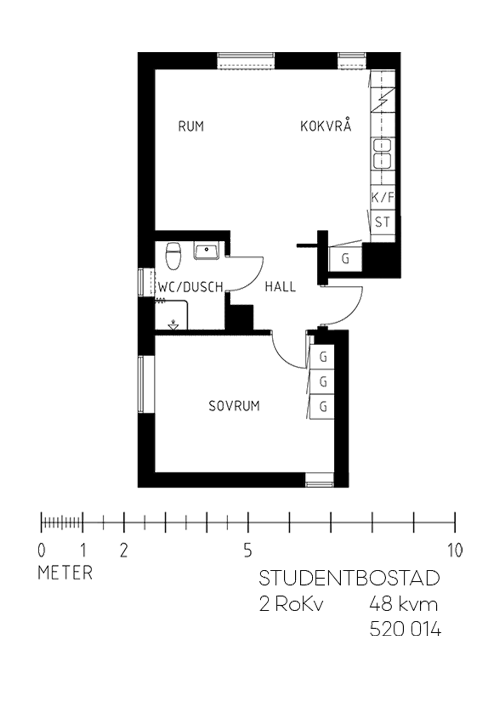 RUM KOKVRÅ
K/F
ST
G
WC/DUSCH HALL
G
G
SOVRUM G
0 1 2 5 10
METER
STUDENTBOSTAD
2 RoKv 48 kvm
520 014